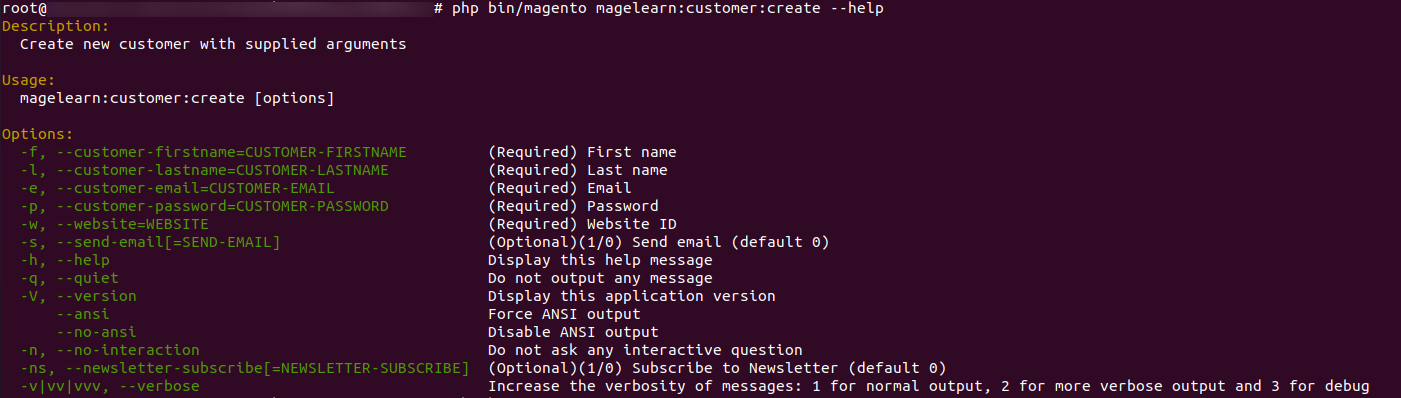 root@ # php bin/magento magelearn:customer:create --help
Description:
  Create new customer with supplied arguments

Usage:
  magelearn:customer:create [options]

Options:
  -f, --customer-firstname=CUSTOMER-FIRSTNAME         (Required) First name
  -l, --customer-lastname=CUSTOMER-LASTNAME           (Required) Last name
  -e, --customer-email=CUSTOMER-EMAIL                 (Required) Email
  -p, --customer-password=CUSTOMER-PASSWORD           (Required) Password
  -w, --website=WEBSITE                               (Required) Website ID
  -s, --send-email[=SEND-EMAIL]                       (Optional)(1/0) Send email (default 0)
  -h, --help                                          Display this help message
  -q, --quiet                                         Do not output any message
  -V, --version                                       Display this application version
      --ansi                                          Force ANSI output
      --no-ansi                                       Disable ANSI output
  -n, --no-interaction                                Do not ask any interactive question
  -ns, --newsletter-subscribe[=NEWSLETTER-SUBSCRIBE]  (Optional)(1/0) Subscribe to Newsletter (default 0)
  -v|vv|vvv, --verbose                                Increase the verbosity of messages: 1 for normal output, 2 for more verbose output and 3 for debug